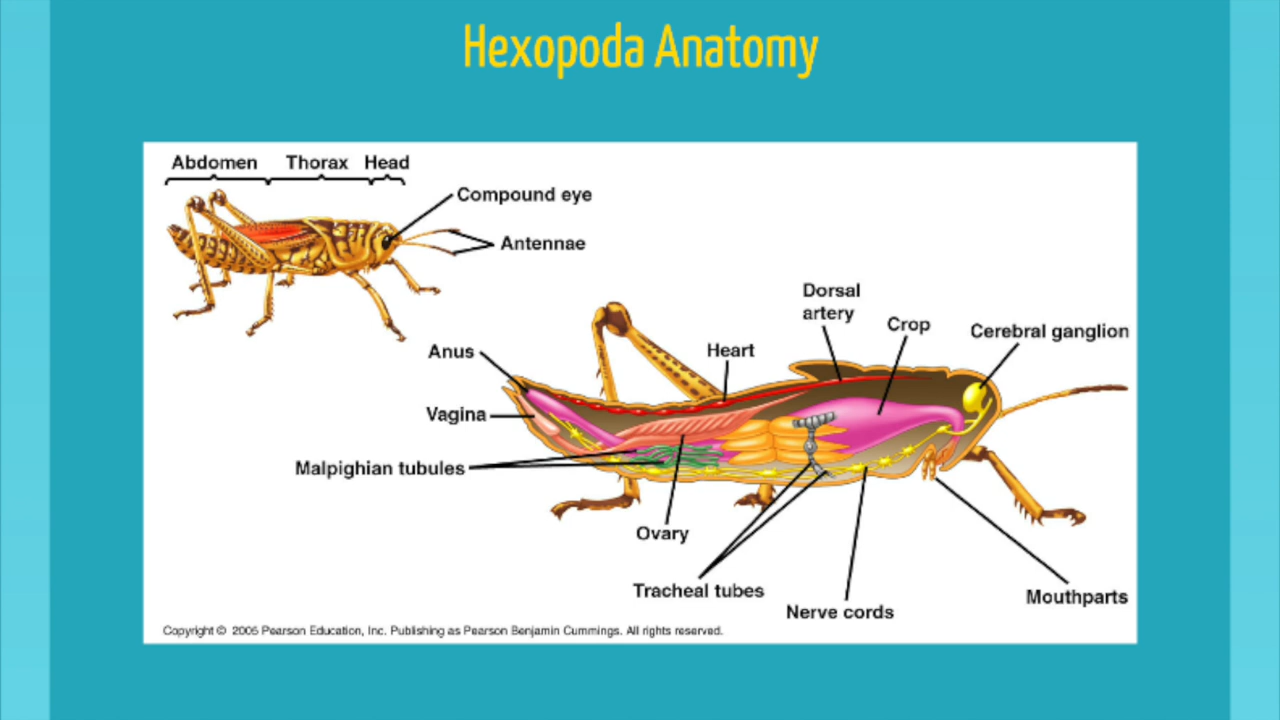 Hexopoda Anatomy
Abdomen Thorax Head
Compound eye
Antennae
Dorsal
artery
Crop
Cerebral ganglion
Anus
Heart
Vagina
Malpighian tubules
Ovary
Tracheal tubes
Nerve cords
Mouthparts
Copyright © 2005 Pearson Education, Inc. Publishing as Pearson Benjamin Cummings. All rights reserved.